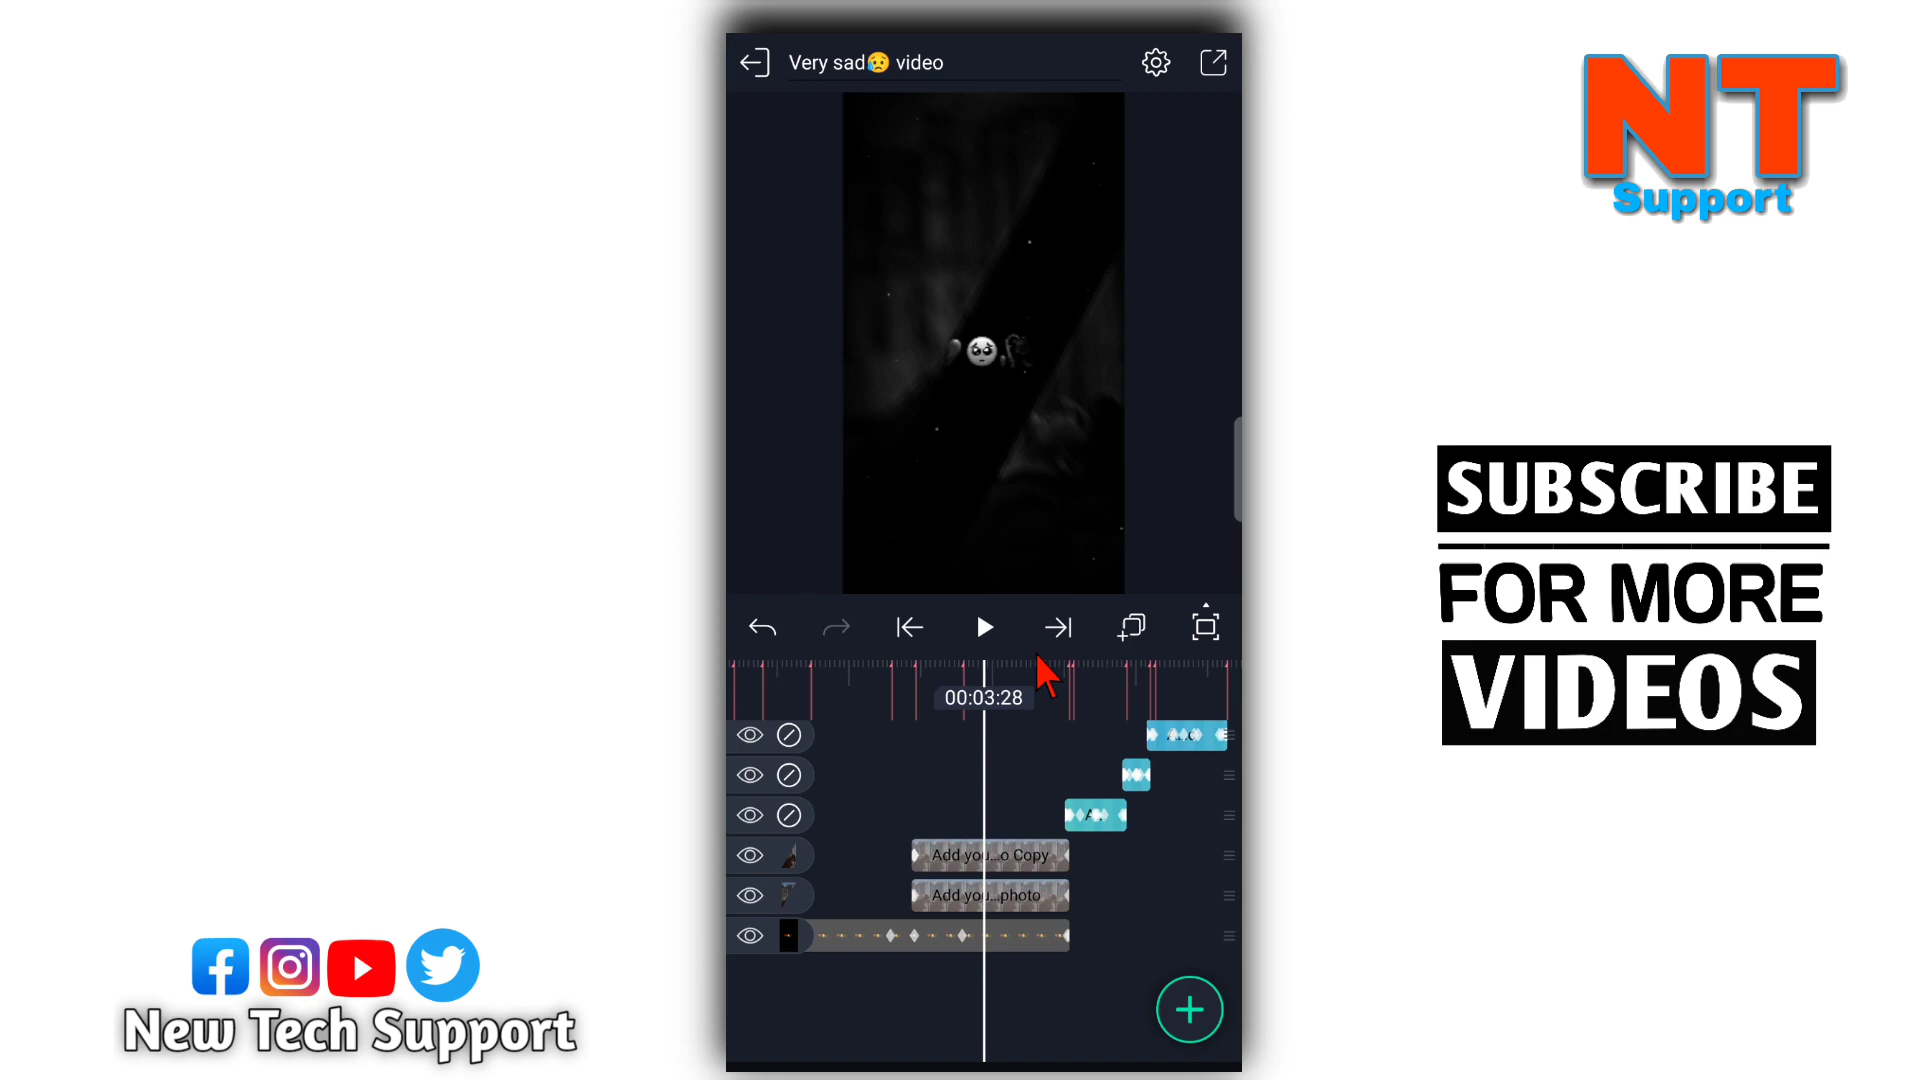 Very sad😥 video
NT
Support
SUBSCRIBE
FOR MORE
VIDEOS
00:03:28
Add you...o Copy
Add you...photo
New Tech Support